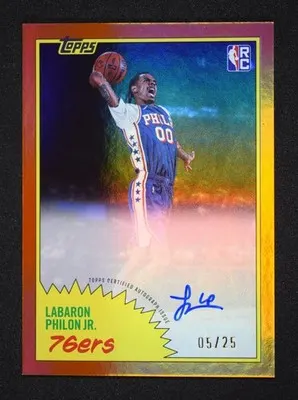 Topps
RC
PHILA
00
TOPPS CERTIFIED AUTOGRAPH ISSUE
LABARON
PHILON JR.
76ers
05/25